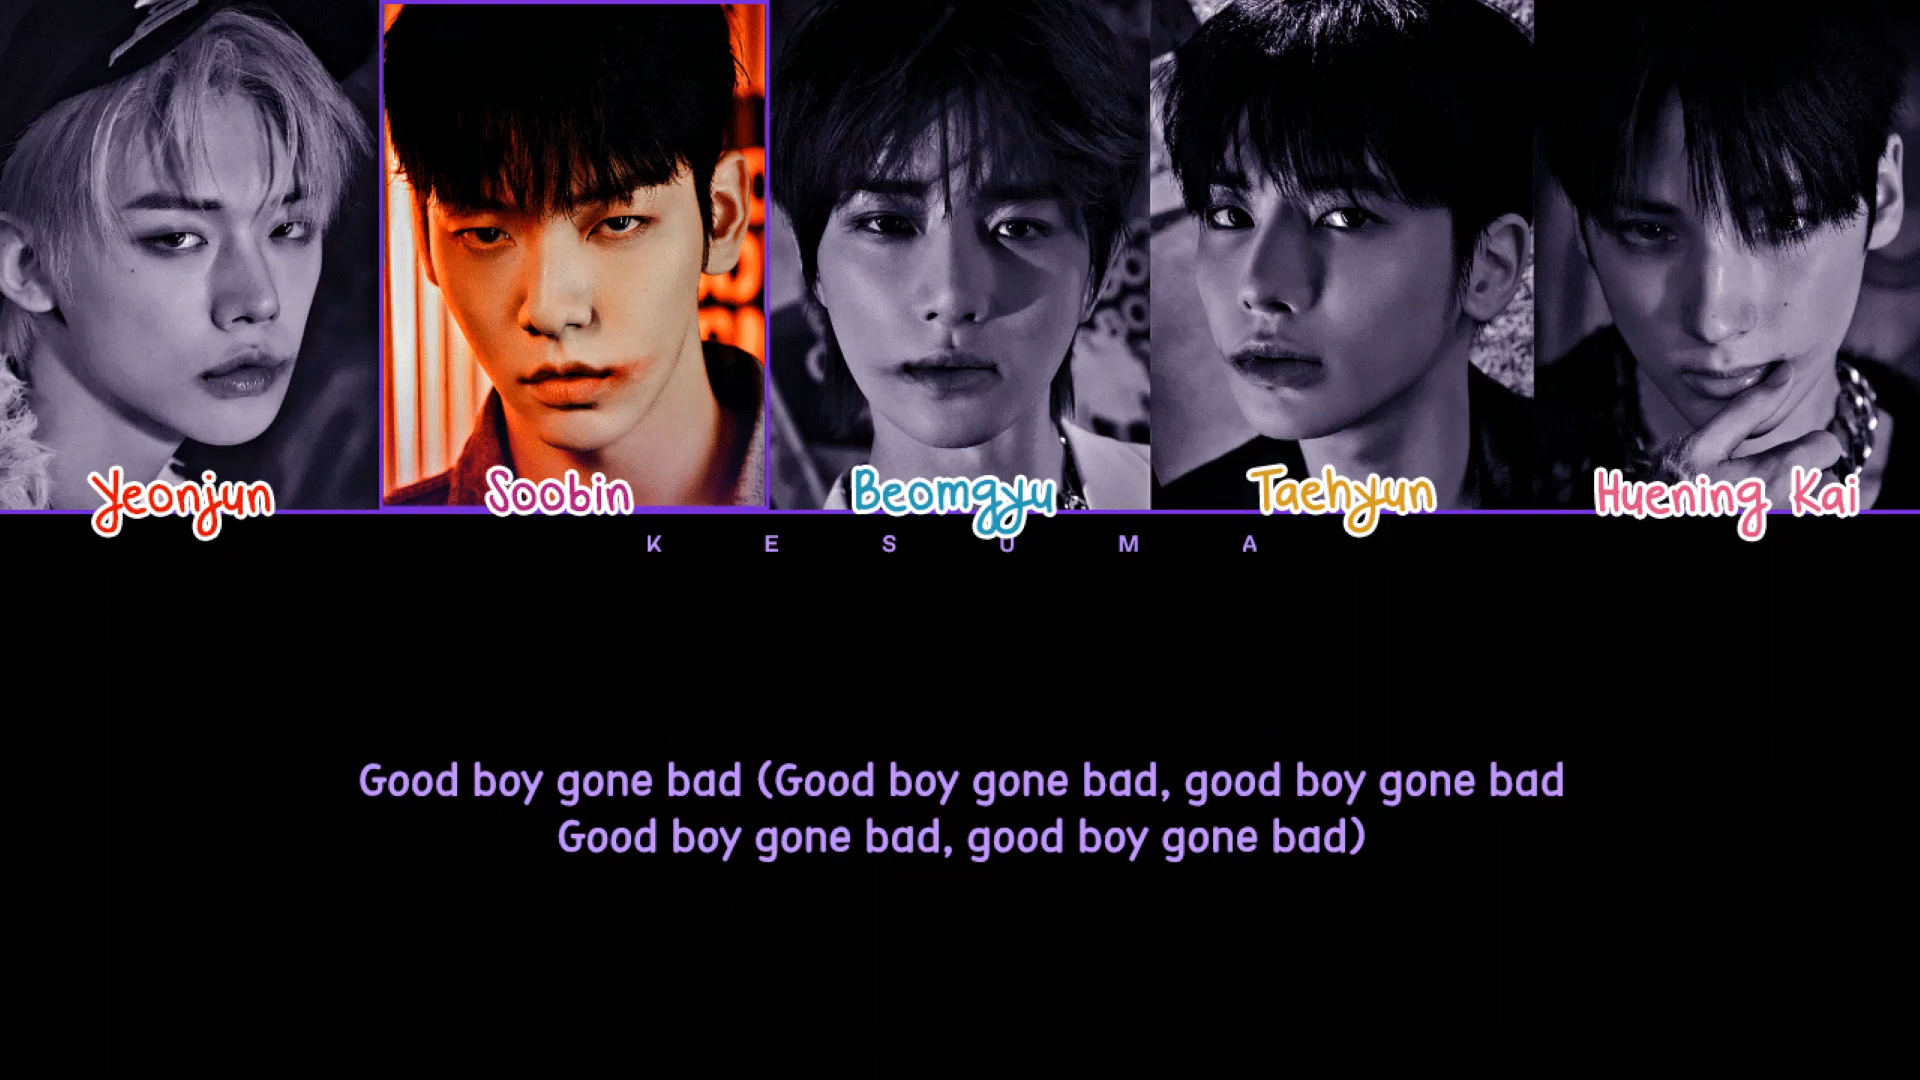 Yeonjun Soobin Beomgyu Taehyun Huening Kai
K E S U M A
Good boy gone bad (Good boy gone bad, good boy gone bad
Good boy gone bad, good boy gone bad)